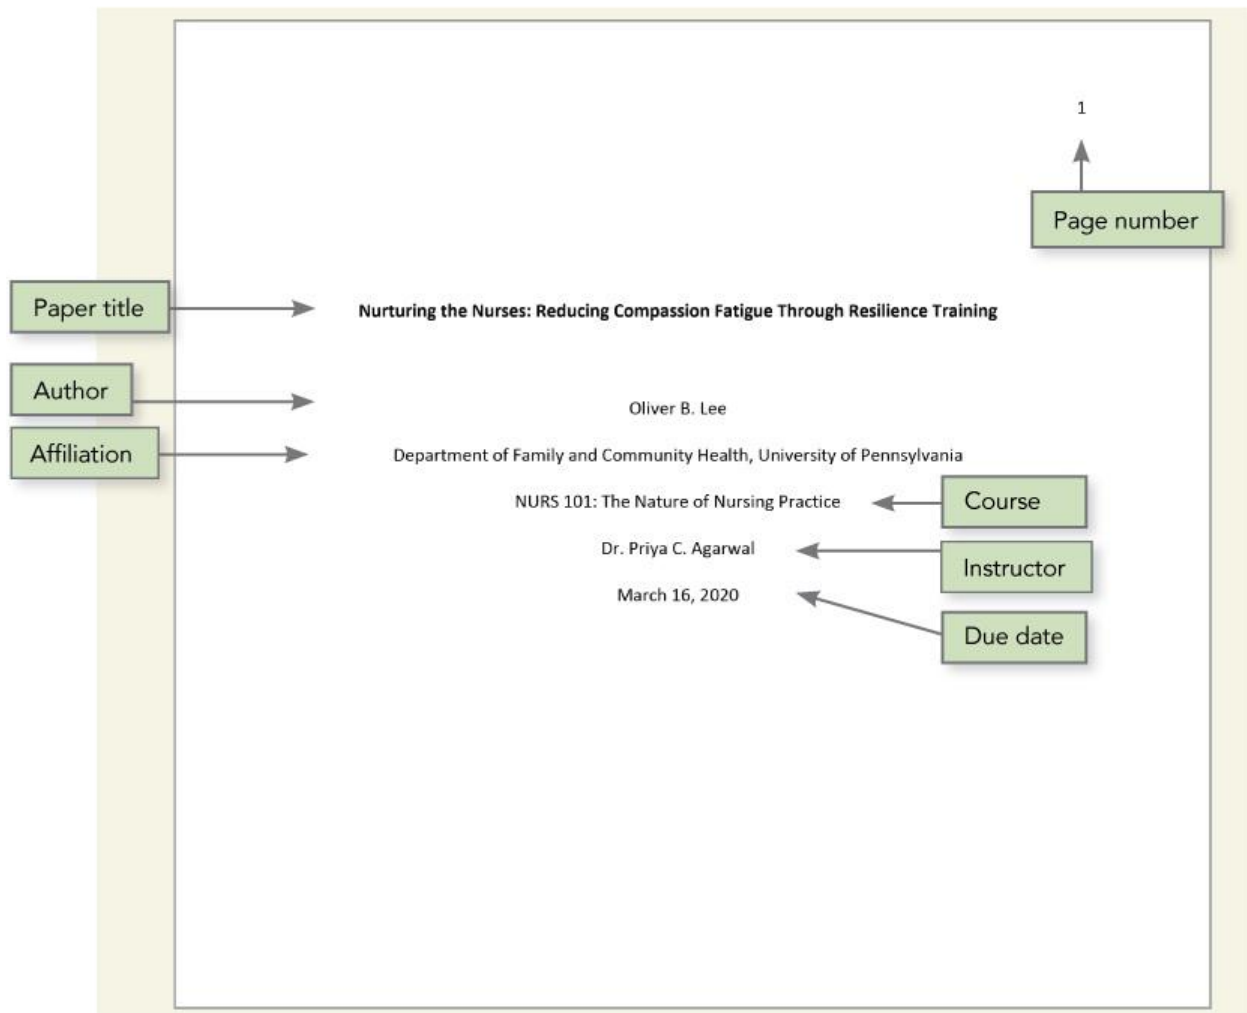 1
Page number
Paper title
Nurturing the Nurses: Reducing Compassion Fatigue Through Resilience Training
Author
Oliver B. Lee
Affiliation
Department of Family and Community Health, University of Pennsylvania
NURS 101: The Nature of Nursing Practice
Course
Dr. Priya C. Agarwal
Instructor
March 16, 2020
Due date